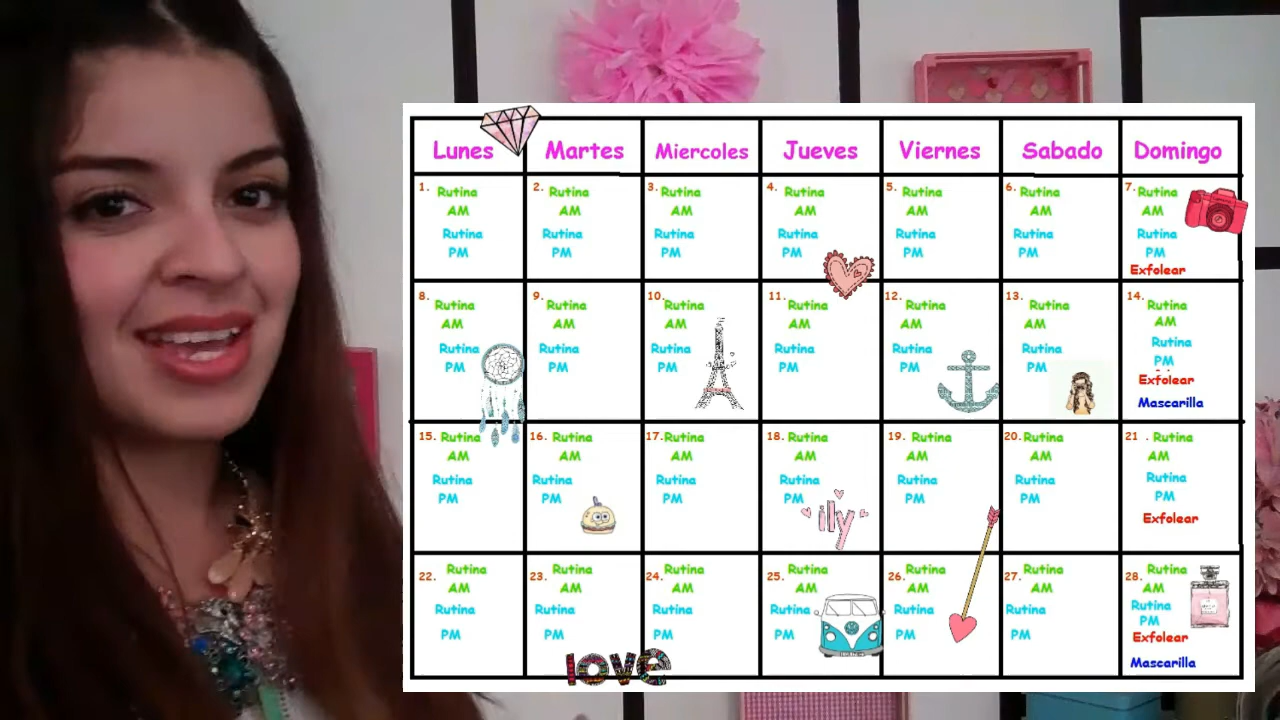 Lunes Martes Miercoles Jueves Viernes Sabado Domingo
1. Rutina AM Rutina PM
2. Rutina AM Rutina PM
3. Rutina AM Rutina PM
4. Rutina AM Rutina PM
5. Rutina AM Rutina PM
6. Rutina AM Rutina PM
7. Rutina AM Rutina PM Exfolear
8. Rutina AM Rutina PM
9. Rutina AM Rutina PM
10. Rutina AM Rutina PM
11. Rutina AM Rutina PM
12. Rutina AM Rutina PM
13. Rutina AM Rutina PM
14. Rutina AM Rutina PM Exfolear Mascarilla
15. Rutina AM Rutina PM
16. Rutina AM Rutina PM
17. Rutina AM Rutina PM
18. Rutina AM Rutina PM ily
19. Rutina AM Rutina PM
20. Rutina AM Rutina PM
21 . Rutina AM Rutina PM Exfolear
22. Rutina AM Rutina PM
23. Rutina AM Rutina PM
24. Rutina AM Rutina PM
25. Rutina AM Rutina PM
26. Rutina AM Rutina PM
27. Rutina AM Rutina PM
28. Rutina AM Rutina PM Exfolear Mascarilla
love